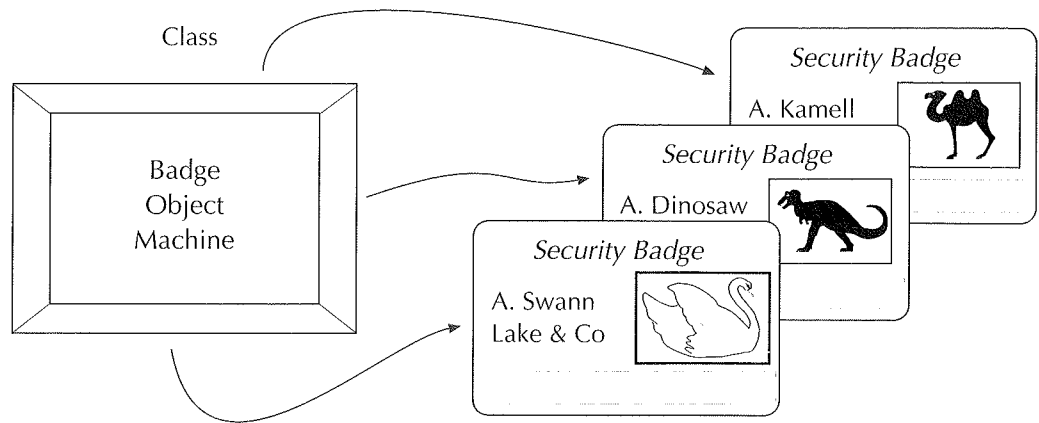 Class
Badge
Object
Machine
Security Badge
A. Kamell
Security Badge
A. Dinosaw
Security Badge
A. Swann
Lake & Co